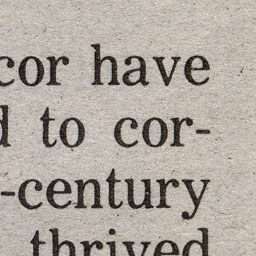 cor have
d to cor-
-century
thrived